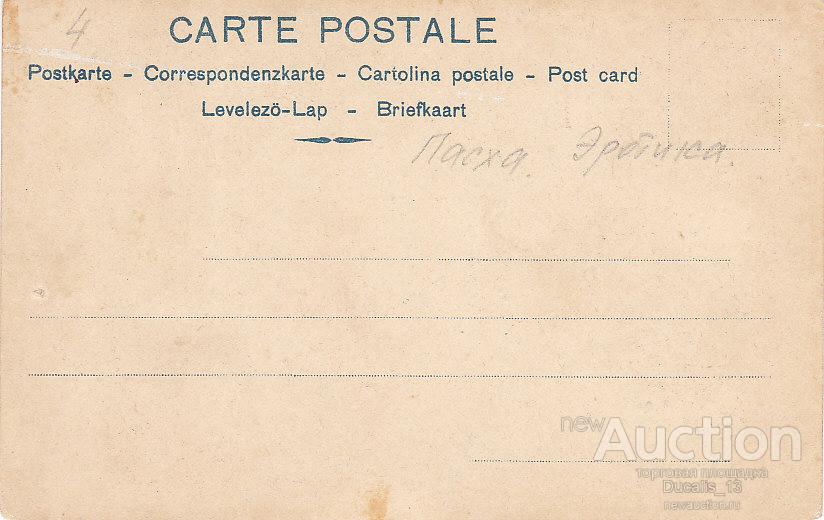 4
CARTE POSTALE
Postkarte - Correspondenzkarte - Cartolina postale - Post card
Levelezö-Lap - Briefkaart
Пасха. Эротика.
newAuction
торговая площадка
Ducalis_13
newauction.ru